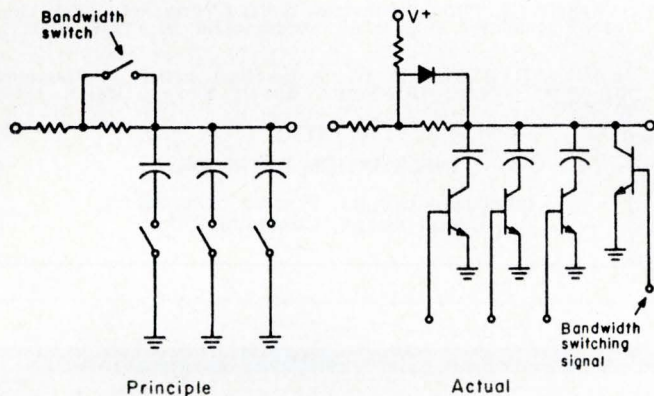 Bandwidth
switch
V+
Bandwidth
switching
signal
Principle
Actual